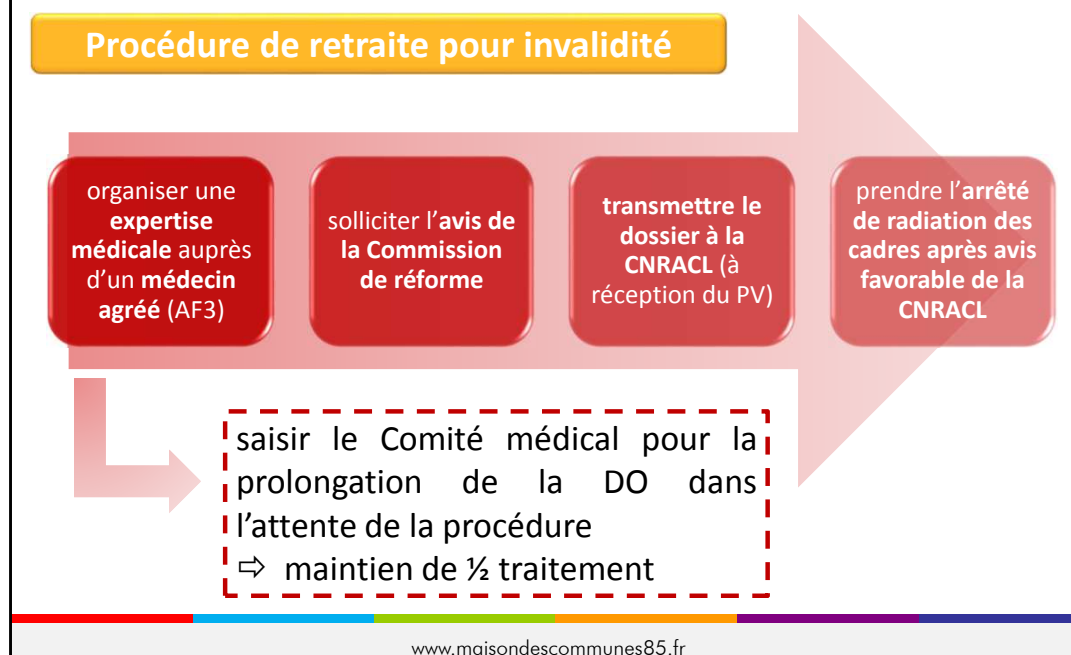 Procédure de retraite pour invalidité
organiser une
expertise
médicale auprès
d'un médecin
agréé (AF3)
solliciter l'avis de
la Commission
de réforme
transmettre le
dossier à la
CNRACL (à
réception du PV)
prendre l'arrêté
de radiation des
cadres après avis
favorable de la
CNRACL
saisir le Comité médical pour la
prolongation de la DO dans
l'attente de la procédure
⇨ maintien de ½ traitement
www.maisondescommunes85.fr